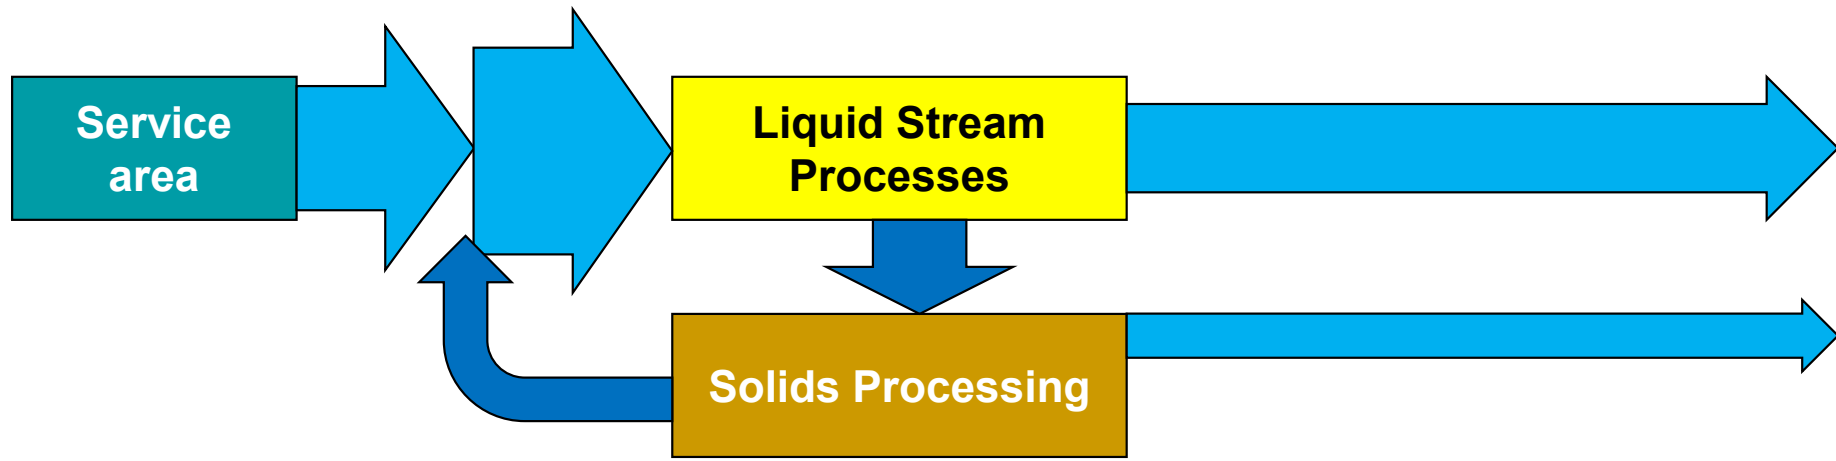 Service
area
Liquid Stream
Processes
Solids Processing